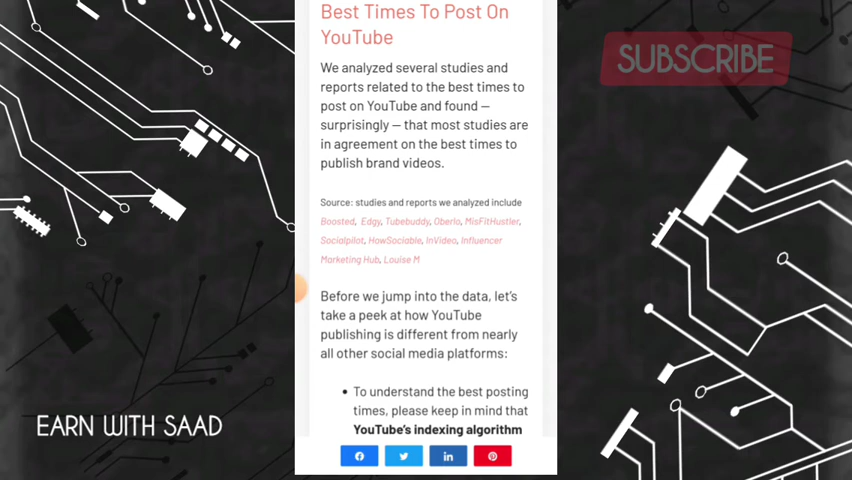 Best Times To Post On
YouTube
SUBSCRIBE
We analyzed several studies and
reports related to the best times to
post on YouTube and found —
surprisingly — that most studies are
in agreement on the best times to
publish brand videos.
Source: studies and reports we analyzed include
Boosted, Edgy, Tubebuddy, Oberlo, MisFitHustler,
Socialpilot, HowSociable, InVideo, Influencer
Marketing Hub, Louise M
Before we jump into the data, let's
take a peek at how YouTube
publishing is different from nearly
all other social media platforms:
• To understand the best posting
times, please keep in mind that
YouTube's indexing algorithm
EARN WITH SAAD